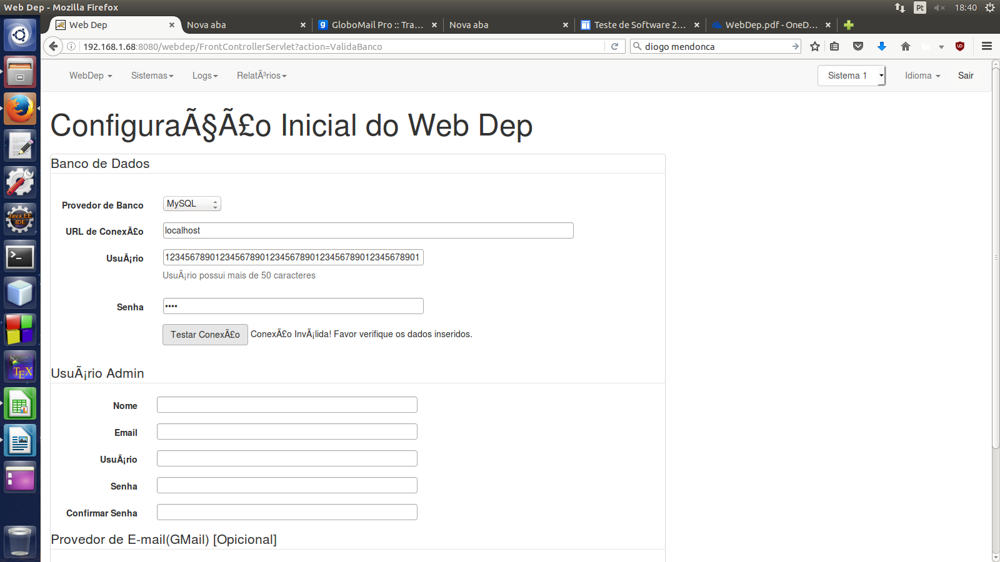 Web Dep - Mozilla Firefox
Pt
18:40
Web Dep
Nova aba
GloboMail Pro :: Tra...
Nova aba
Teste de Software 2...
WebDep.pdf - OneD...
192.168.1.68:8080/webdep/FrontControllerServlet?action=ValidaBanco
diogo mendonca
WebDep
Sistemas
Logs
RelatÃ³rios
Sistema 1
Idioma
Sair
ConfiguraÃ§Ã£o Inicial do Web Dep
Banco de Dados
Provedor de Banco
MySQL
URL de ConexÃ£o
localhost
UsuÃ¡rio
123456789012345678901234567890123456789012345678901
UsuÃ¡rio possui mais de 50 caracteres
Senha
••••
Testar ConexÃ£o
ConexÃ£o InvÃ¡lida! Favor verifique os dados inseridos.
UsuÃ¡rio Admin
Nome
Email
UsuÃ¡rio
Senha
Confirmar Senha
Provedor de E-mail(GMail) [Opicional]
Java EE
IDE
TEX